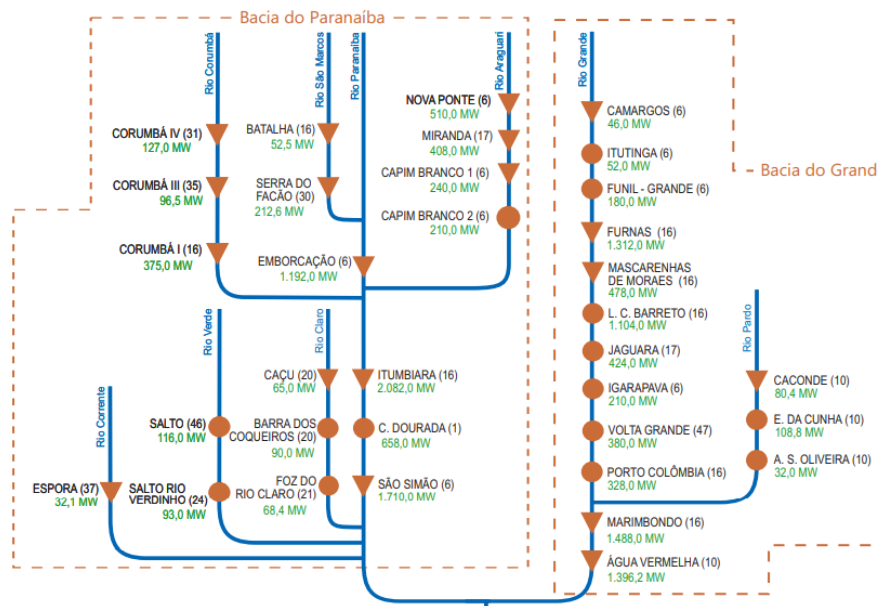 Bacia do Paranaíba
Rio Corumbá
Rio São Marcos
Rio Paranaíba
Rio Araguari
CORUMBÁ IV (31)
127,0 MW
CORUMBÁ III (35)
96,5 MW
CORUMBÁ I (16)
375,0 MW
BATALHA (16)
52,5 MW
SERRA DO
FACÃO (30)
212,6 MW
EMBORCAÇÃO (6)
1.192,0 MW
NOVA PONTE (6)
510,0 MW
MIRANDA (17)
408,0 MW
CAPIM BRANCO 1 (6)
240,0 MW
CAPIM BRANCO 2 (6)
210,0 MW
Rio Corrente
Rio Verde
Rio Claro
ESPORA (37)
32,1 MW
SALTO (46)
116,0 MW
SALTO RIO
VERDINHO (24)
93,0 MW
CAÇU (20)
65,0 MW
BARRA DOS
COQUEIROS (20)
90,0 MW
FOZ DO
RIO CLARO (21)
68,4 MW
ITUMBIARA (16)
2.082,0 MW
C. DOURADA (1)
658,0 MW
SÃO SIMÃO (6)
1.710,0 MW
Bacia do Grand
Rio Grande
CAMARGOS (6)
46,0 MW
ITUTINGA (6)
52,0 MW
FUNIL - GRANDE (6)
180,0 MW
FURNAS (16)
1.312,0 MW
MASCARENHAS
DE MORAES (16)
478,0 MW
L. C. BARRETO (16)
1.104,0 MW
JAGUARA (17)
424,0 MW
IGARAPAVA (6)
210,0 MW
VOLTA GRANDE (47)
380,0 MW
PORTO COLÔMBIA (16)
328,0 MW
MARIMBONDO (16)
1.488,0 MW
ÁGUA VERMELHA (10)
1.396,2 MW
Rio Pardo
CACONDE (10)
80,4 MW
E. DA CUNHA (10)
108,8 MW
A. S. OLIVEIRA (10)
32,0 MW